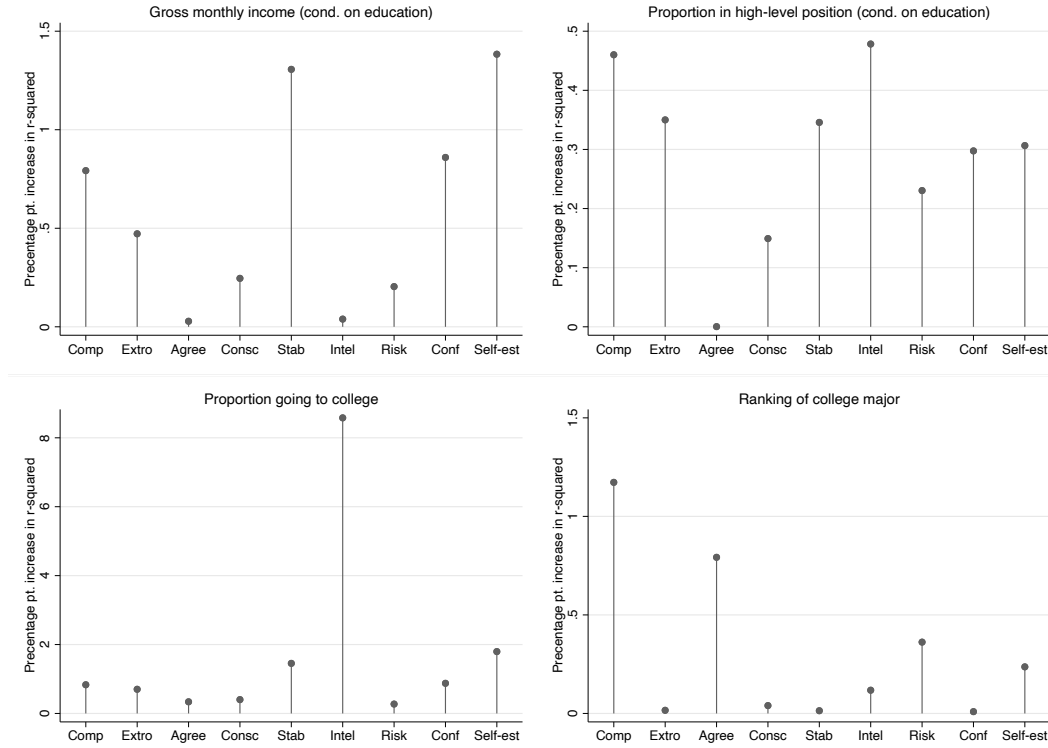 Gross monthly income (cond. on education)
Precentage pt. increase in r-squared
1.5
1
.5
0
Comp Extro Agree Consc Stab Intel Risk Conf Self-est
Proportion in high-level position (cond. on education)
Precentage pt. increase in r-squared
.5
.4
.3
.2
.1
0
Comp Extro Agree Consc Stab Intel Risk Conf Self-est
Proportion going to college
Precentage pt. increase in r-squared
8
6
4
2
0
Comp Extro Agree Consc Stab Intel Risk Conf Self-est
Ranking of college major
Precentage pt. increase in r-squared
1.5
1
.5
0
Comp Extro Agree Consc Stab Intel Risk Conf Self-est